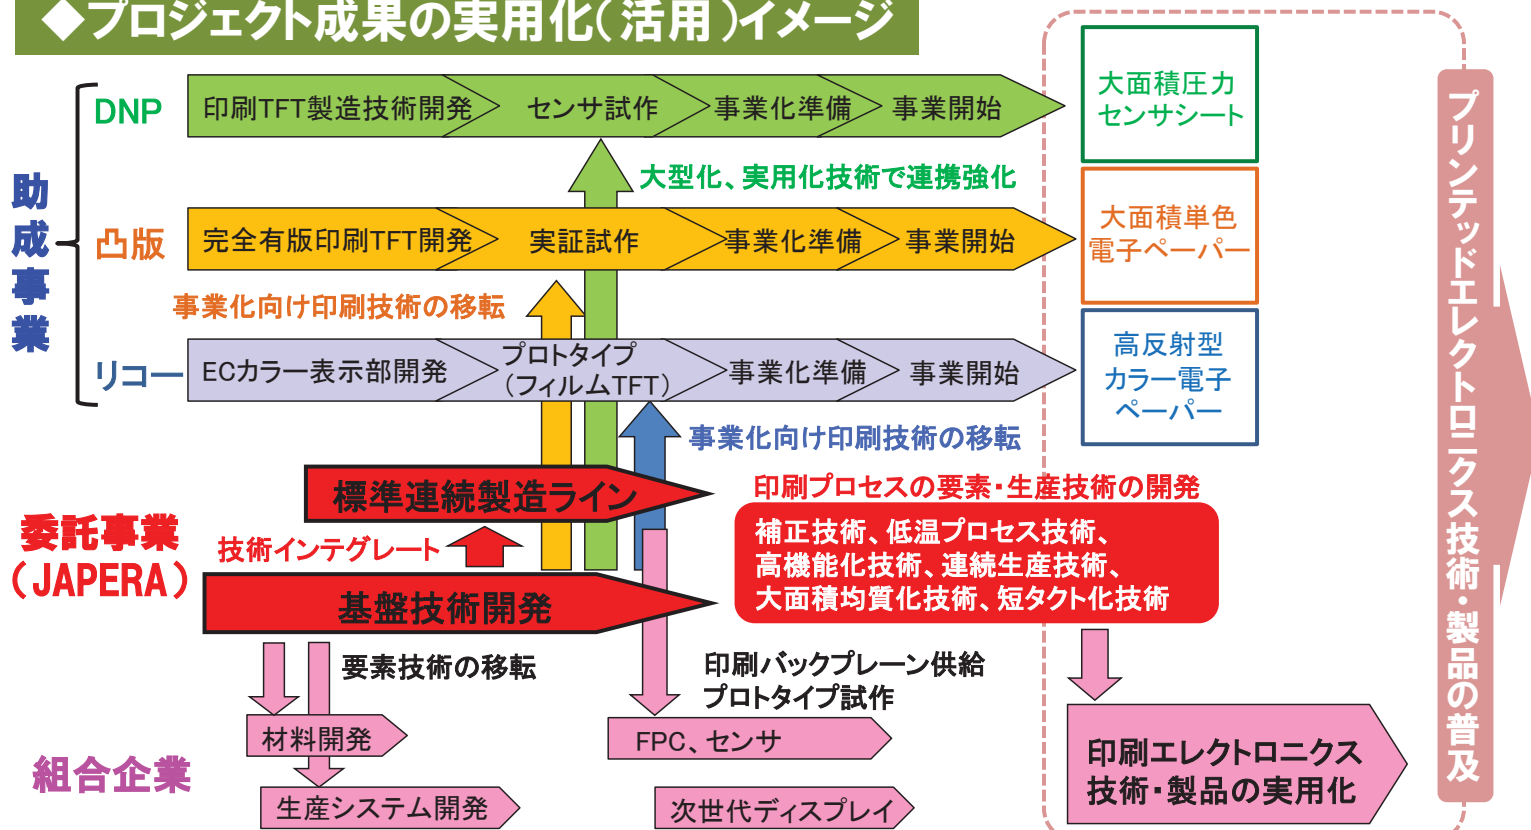 ◆プロジェクト成果の実用化(活用)イメージ
助成事業
DNP
印刷TFT製造技術開発
センサ試作
事業化準備
事業開始
大面積圧力
センサシート
大型化、実用化技術で連携強化
凸版
完全有版印刷TFT開発
実証試作
事業化準備
事業開始
大面積単色
電子ペーパー
事業化向け印刷技術の移転
リコー
ECカラー表示部開発
プロトタイプ
(フィルムTFT)
事業化準備
事業開始
高反射型
カラー電子
ペーパー
事業化向け印刷技術の移転
委託事業
(JAPERA)
標準連続製造ライン
技術インテグレート
基盤技術開発
印刷プロセスの要素・生産技術の開発
補正技術、低温プロセス技術、
高機能化技術、連続生産技術、
大面積均質化技術、短タクト化技術
要素技術の移転
印刷バックプレーン供給
プロトタイプ試作
組合企業
材料開発
生産システム開発
FPC、センサ
次世代ディスプレイ
印刷エレクトロニクス
技術・製品の実用化
プリンテッドエレクトロニクス技術・製品の普及